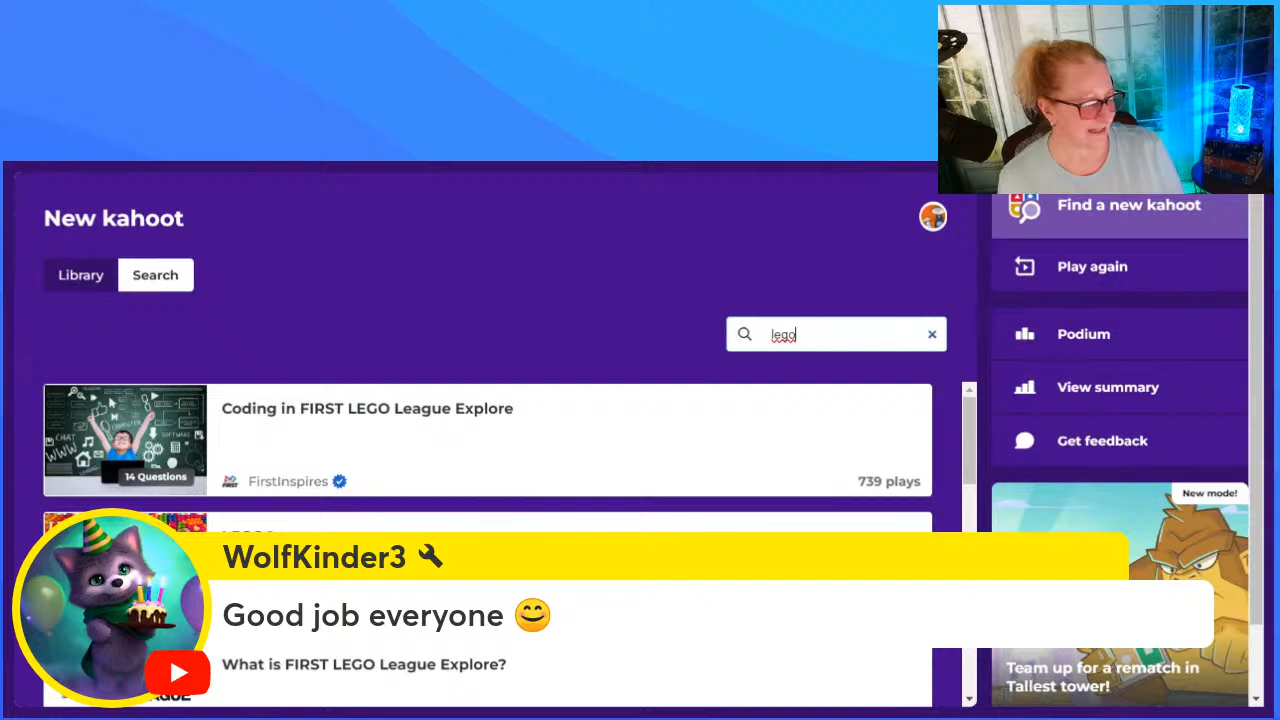 New kahoot
Library
Search
lego
Coding in FIRST LEGO League Explore
14 Questions
FirstInspires
739 plays
What is FIRST LEGO League Explore?
Find a new kahoot
Play again
Podium
View summary
Get feedback
New mode!
Team up for a rematch in
Tallest tower!
WolfKinder3
Good job everyone 😊